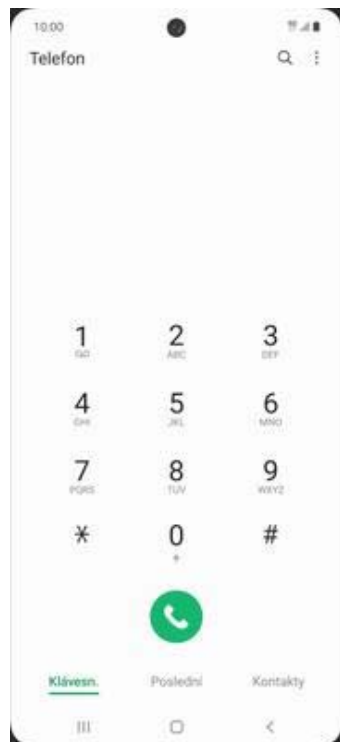 10:00
Telefon
1 2 3
ABC DEF
4 5 6
GHI JKL MNO
7 8 9
PQRS TUV WXYZ
* 0 #
+
Klávesn. Poslední Kontakty